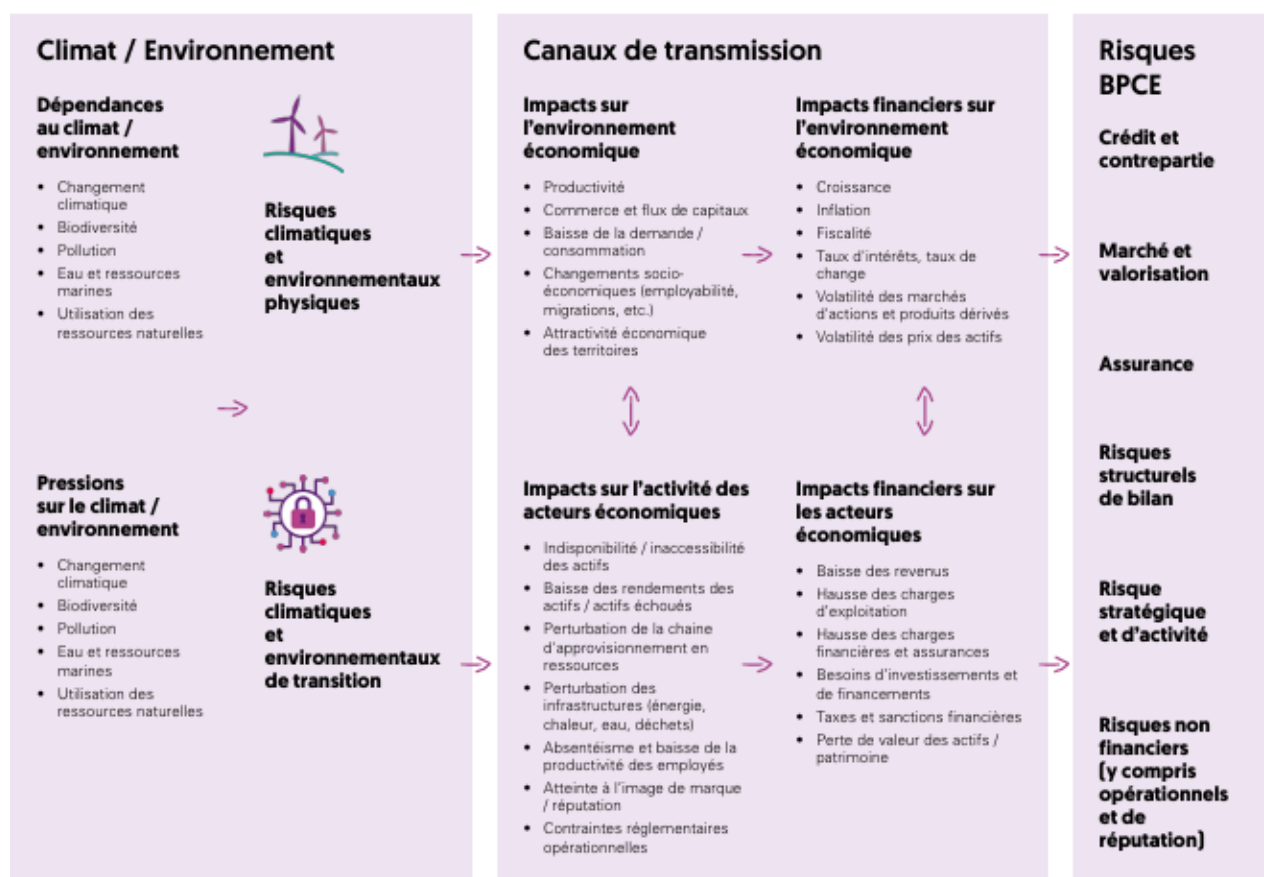 Climat / Environnement
Dépendances
au climat /
environnement
• Changement
climatique
• Biodiversité
• Pollution
• Eau et ressources
marines
• Utilisation des
ressources naturelles
Risques
climatiques
et
environnementaux
physiques
Pressions
sur le climat /
environnement
• Changement
climatique
• Biodiversité
• Pollution
• Eau et ressources
marines
• Utilisation des
ressources naturelles
Risques
climatiques
et
environnementaux
de transition
Canaux de transmission
Impacts sur
l'environnement
économique
• Productivité
• Commerce et flux de capitaux
• Baisse de la demande /
consommation
• Changements socio-
économiques (employabilité,
migrations, etc.)
• Attractivité économique
des territoires
Impacts financiers sur
l'environnement
économique
• Croissance
• Inflation
• Fiscalité
• Taux d'intérêts, taux de
change
• Volatilité des marchés
d'actions et produits dérivés
• Volatilité des prix des actifs
Impacts sur l'activité des
acteurs économiques
• Indisponibilité / inaccessibilité
des actifs
• Baisse des rendements des
actifs / actifs échoués
• Perturbation de la chaine
d'approvisionnement en
ressources
• Perturbation des
infrastructures (énergie,
chaleur, eau, déchets)
• Absentéisme et baisse de la
productivité des employés
• Atteinte à l'image de marque
/ réputation
• Contraintes réglementaires
opérationnelles
Impacts financiers sur
les acteurs
économiques
• Baisse des revenus
• Hausse des charges
d'exploitation
• Hausse des charges
financières et assurances
• Besoins d'investissements et
de financements
• Taxes et sanctions financières
• Perte de valeur des actifs /
patrimoine
Risques
BPCE
Crédit et
contrepartie
Marché et
valorisation
Assurance
Risques
structurels
de bilan
Risque
stratégique
et d'activité
Risques non
financiers
(y compris
opérationnels
et de
réputation)